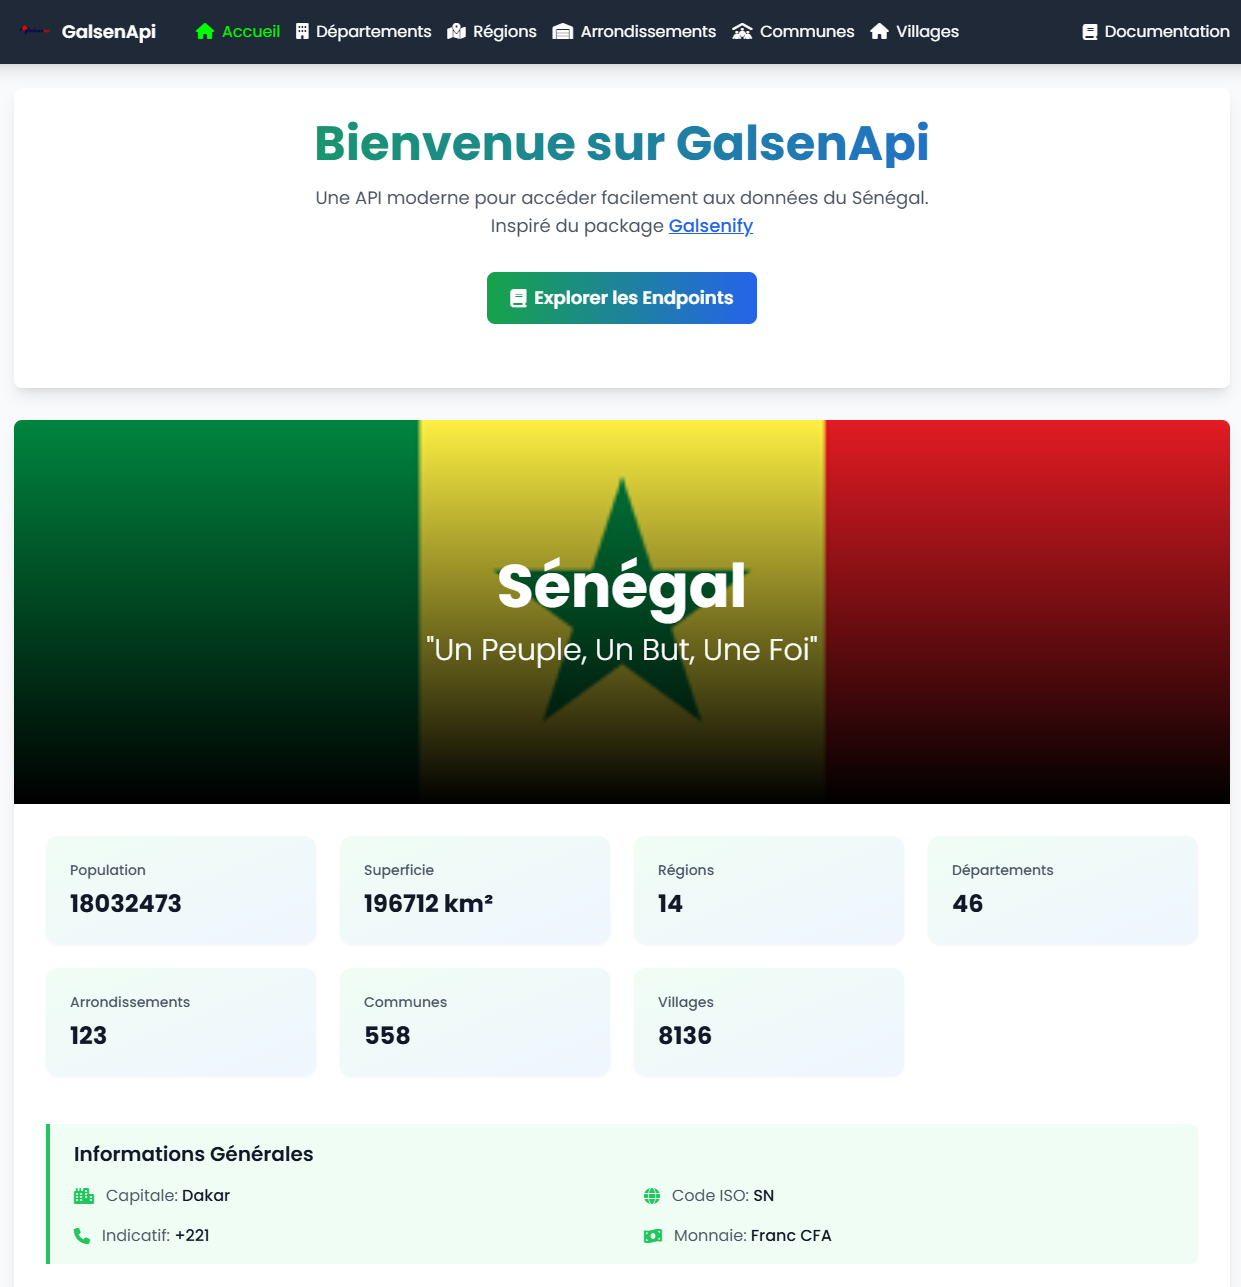 GalsenApi
Accueil
Départements
Régions
Arrondissements
Communes
Villages
Documentation
Bienvenue sur GalsenApi
Une API moderne pour accéder facilement aux données du Sénégal.
Inspiré du package Galsenify
Explorer les Endpoints
Sénégal
"Un Peuple, Un But, Une Foi"
Population
18032473
Superficie
196712 km²
Régions
14
Départements
46
Arrondissements
123
Communes
558
Villages
8136
Informations Générales
Capitale: Dakar
Code ISO: SN
Indicatif: +221
Monnaie: Franc CFA